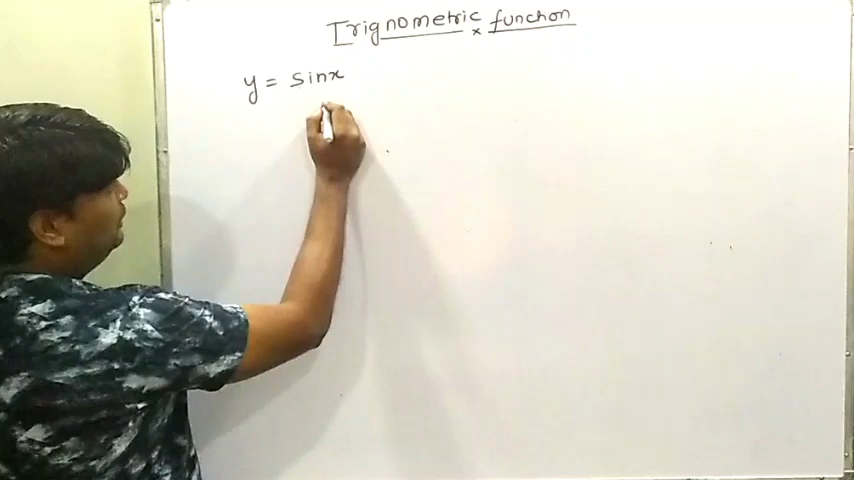 Trignometric function
y = sinx